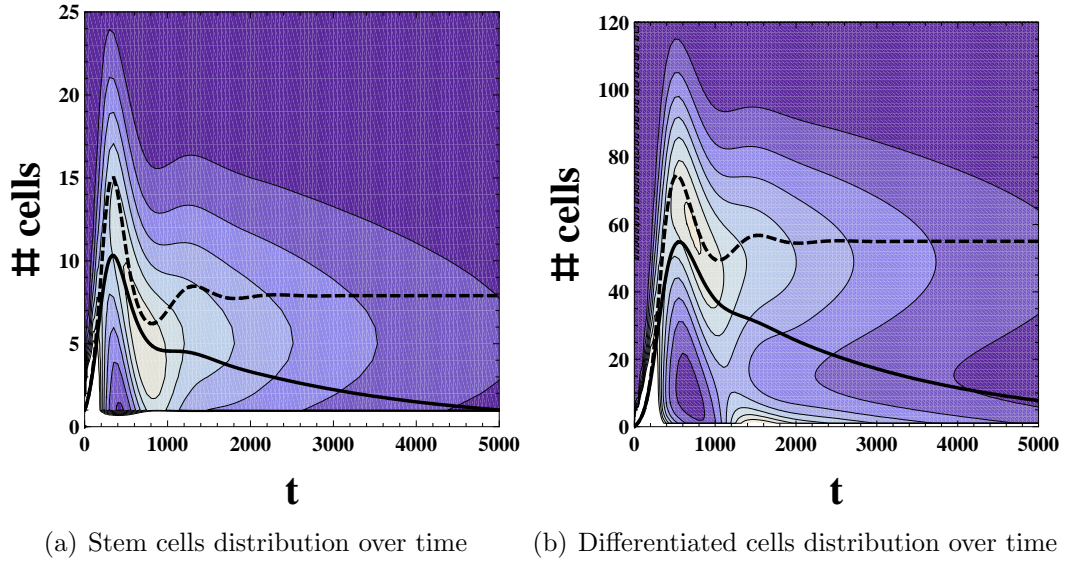 25
20
15
10
5
0
# cells
0 1000 2000 3000 4000 5000
t
(a) Stem cells distribution over time
120
100
80
60
40
20
0
# cells
0 1000 2000 3000 4000 5000
t
(b) Differentiated cells distribution over time